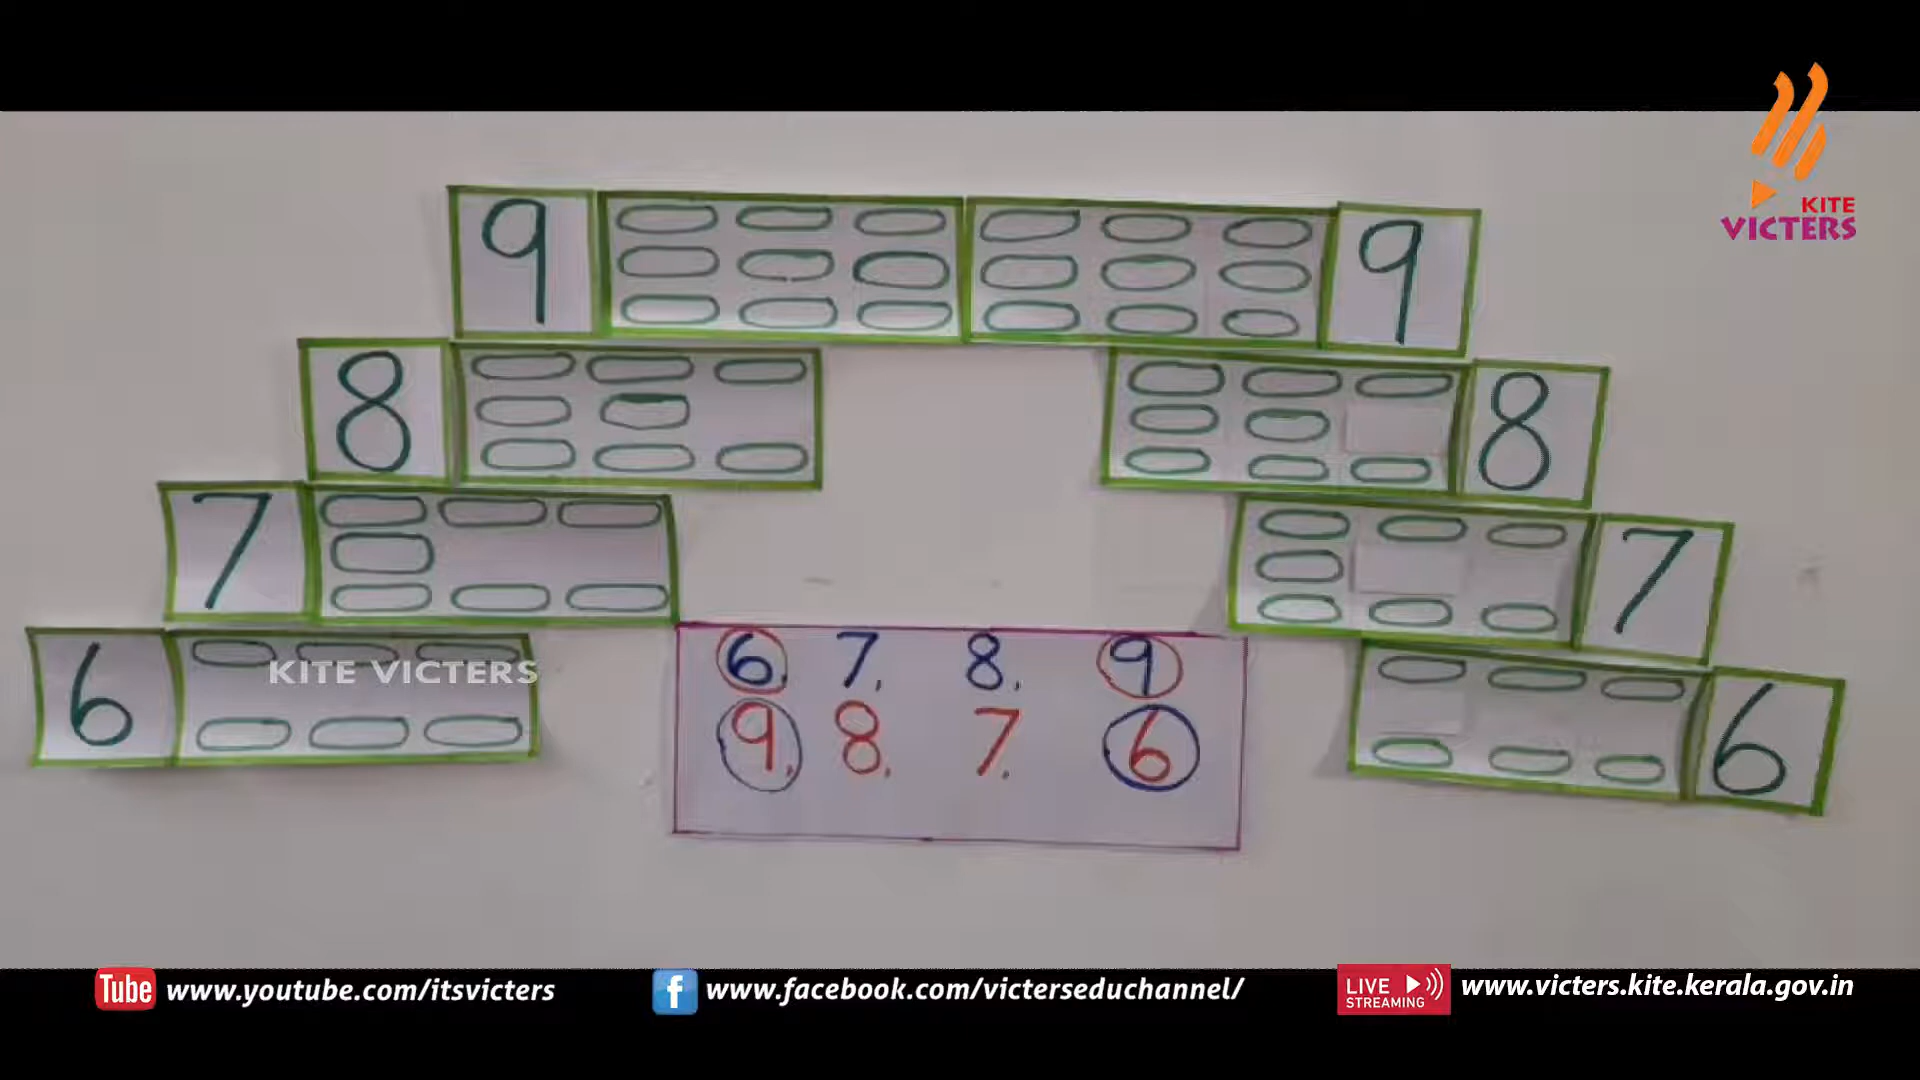 KITE
VICTERS
9 9
8 8
7 7
6 KITE VICTERS 6
6, 7, 8, 9
9, 8, 7, 6
Tube www.youtube.com/itsvicters f www.facebook.com/victerseduchannel/ LIVE STREAMING www.victers.kite.kerala.gov.in